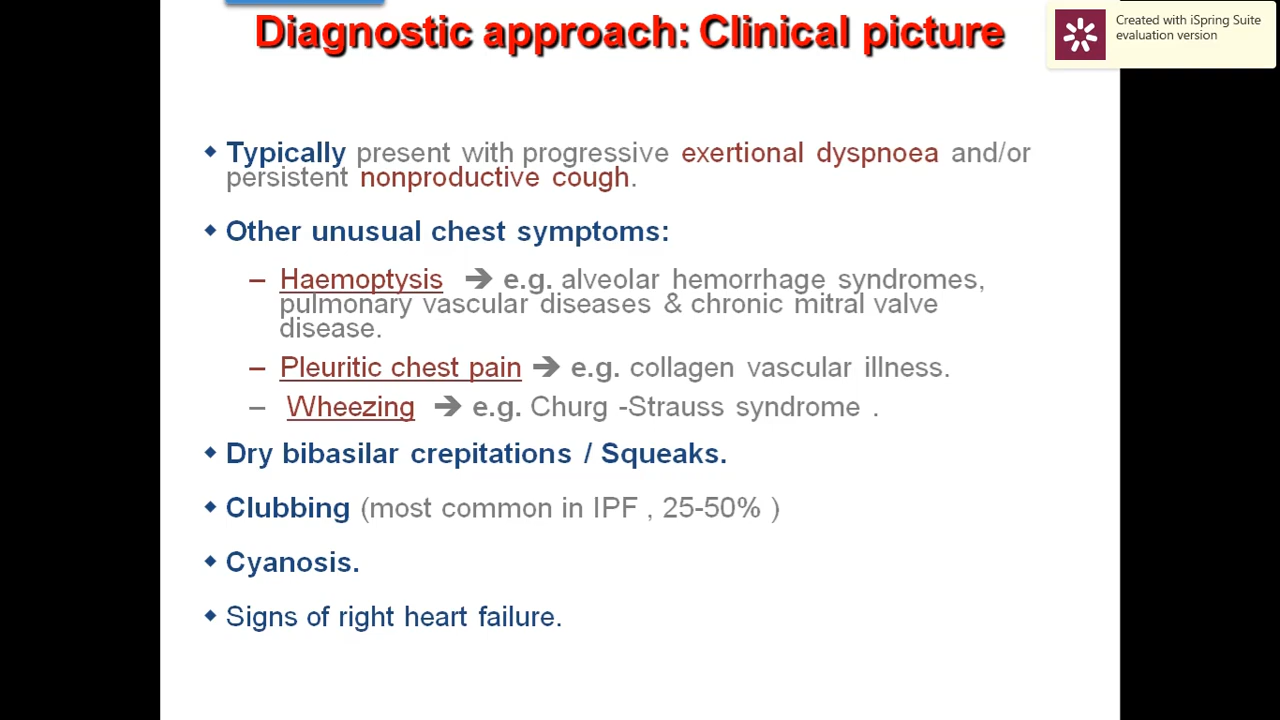 Diagnostic approach: Clinical picture
Created with iSpring Suite
evaluation version
Typically present with progressive exertional dyspnoea and/or
persistent nonproductive cough.
Other unusual chest symptoms:
– Haemoptysis ➔ e.g. alveolar hemorrhage syndromes,
pulmonary vascular diseases & chronic mitral valve
disease.
– Pleuritic chest pain ➔ e.g. collagen vascular illness.
– Wheezing ➔ e.g. Churg -Strauss syndrome .
Dry bibasilar crepitations / Squeaks.
Clubbing (most common in IPF , 25-50% )
Cyanosis.
Signs of right heart failure.